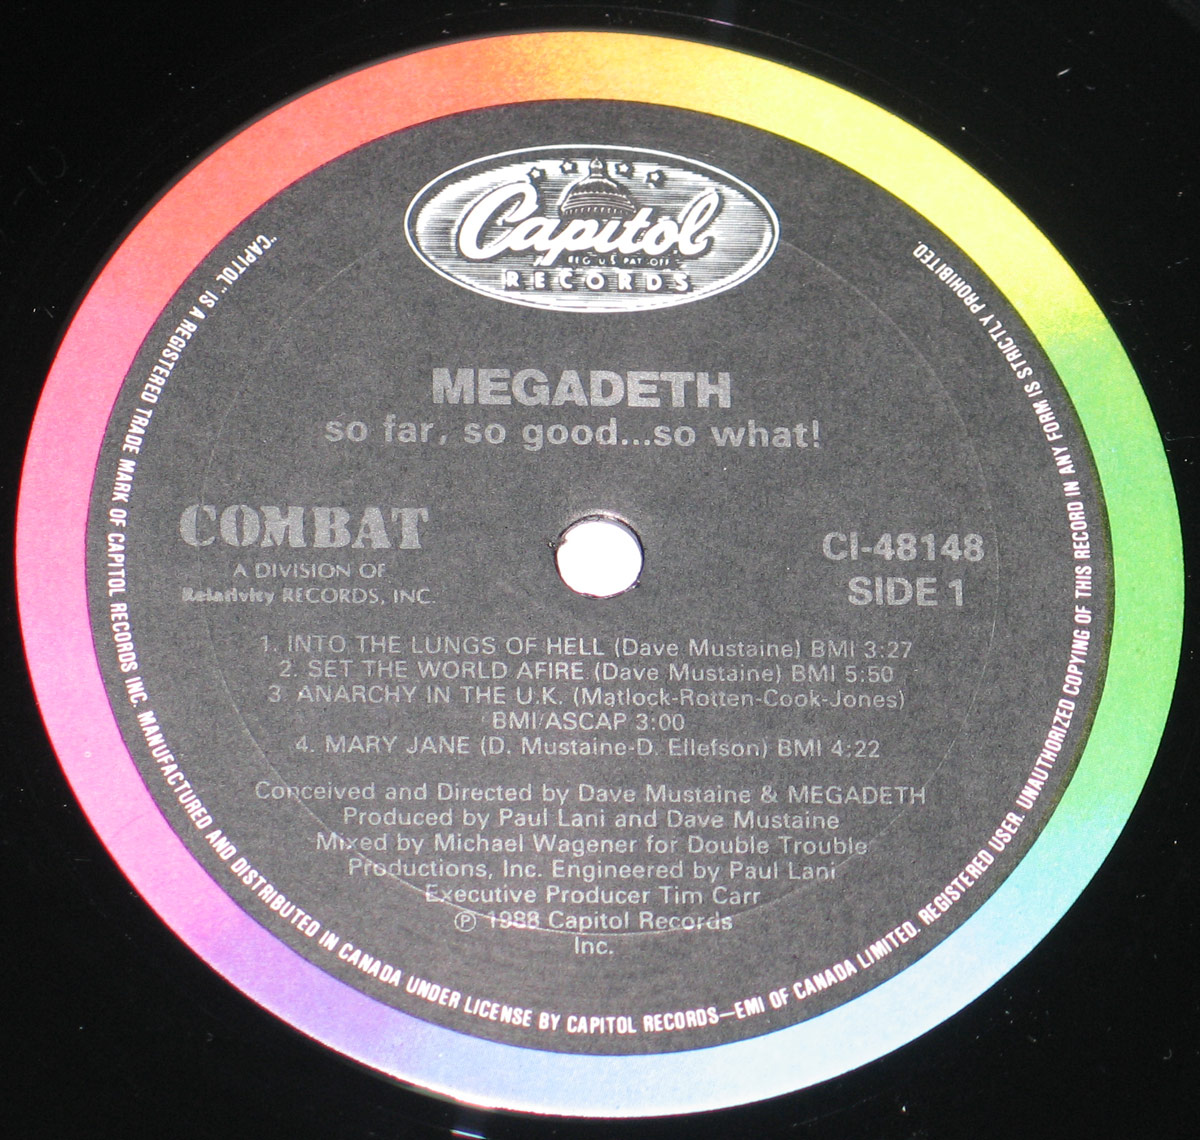 Capitol
REG. U.S. PAT. OFF.
RECORDS
MEGADETH
so far, so good...so what!
COMBAT
A DIVISION OF
Relativity RECORDS, INC.
CI-48148
SIDE 1
1. INTO THE LUNGS OF HELL (Dave Mustaine) BMI 3:27
2. SET THE WORLD AFIRE (Dave Mustaine) BMI 5:50
3 ANARCHY IN THE U.K. (Matlock-Rotten-Cook-Jones)
BMI/ASCAP 3:00
4. MARY JANE (D. Mustaine-D. Ellefson) BMI 4:22
Conceived and Directed by Dave Mustaine & MEGADETH
Produced by Paul Lani and Dave Mustaine
Mixed by Michael Wagener for Double Trouble
Productions, Inc. Engineered by Paul Lani
Executive Producer Tim Carr
℗ 1988 Capitol Records
Inc.
"CAPITOL" IS A REGISTERED TRADE MARK OF CAPITOL RECORDS INC. MANUFACTURED AND DISTRIBUTED IN CANADA UNDER LICENSE BY CAPITOL RECORDS—EMI OF CANADA LIMITED. REGISTERED USER. UNAUTHORIZED COPYING OF THIS RECORD IN ANY FORM IS STRICTLY PROHIBITED.